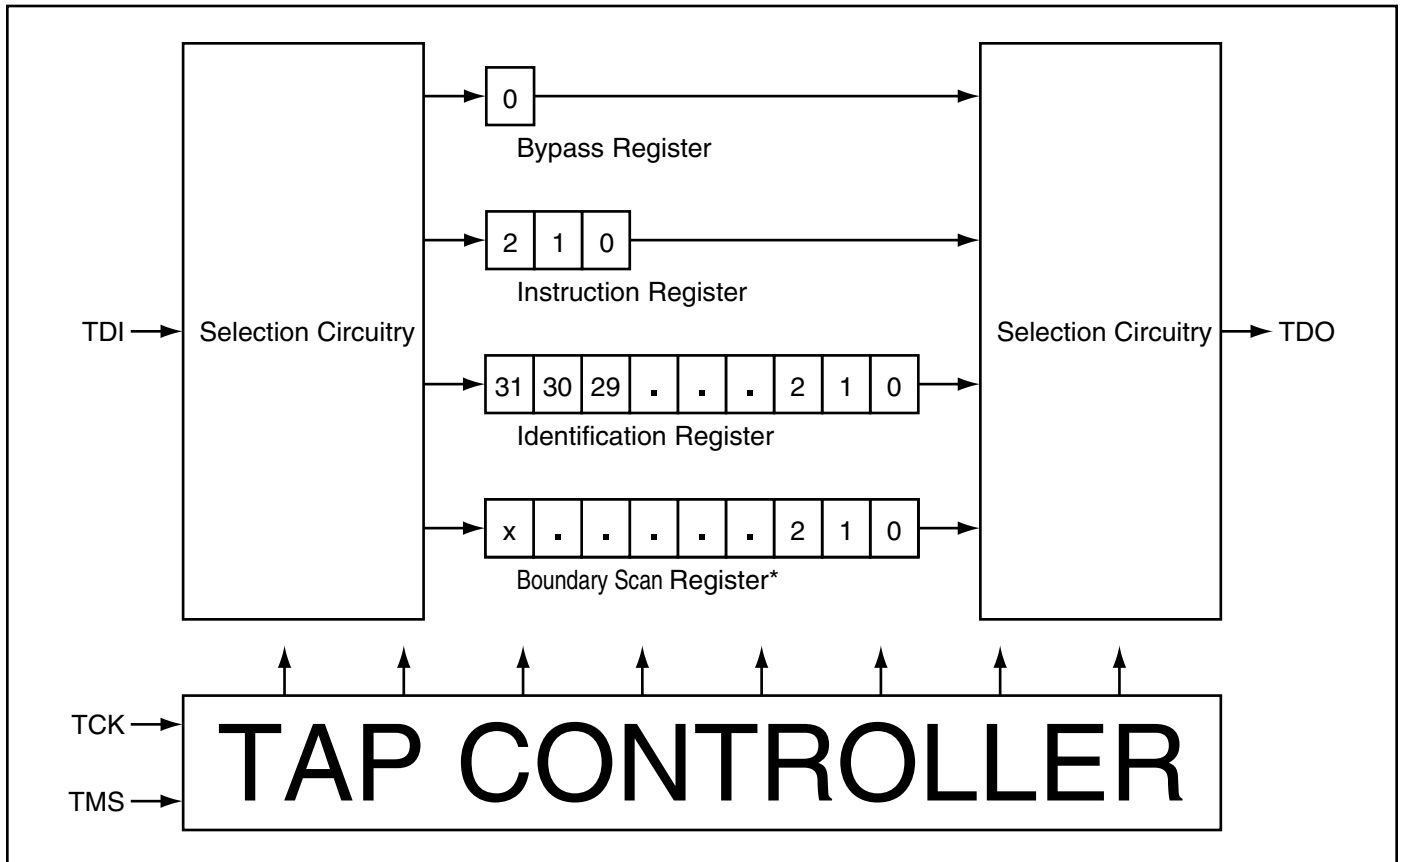 0
Bypass Register
2 1 0
Instruction Register
TDI Selection Circuitry Selection Circuitry TDO
31 30 29 . . . 2 1 0
Identification Register
x . . . . . 2 1 0
Boundary Scan Register*
TCK
TAP CONTROLLER
TMS